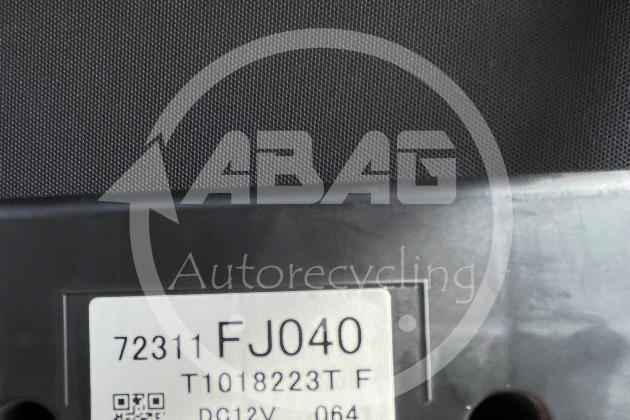 ABAG
Autorecycling
72311 FJ040
T1018223T F
DC12V 064